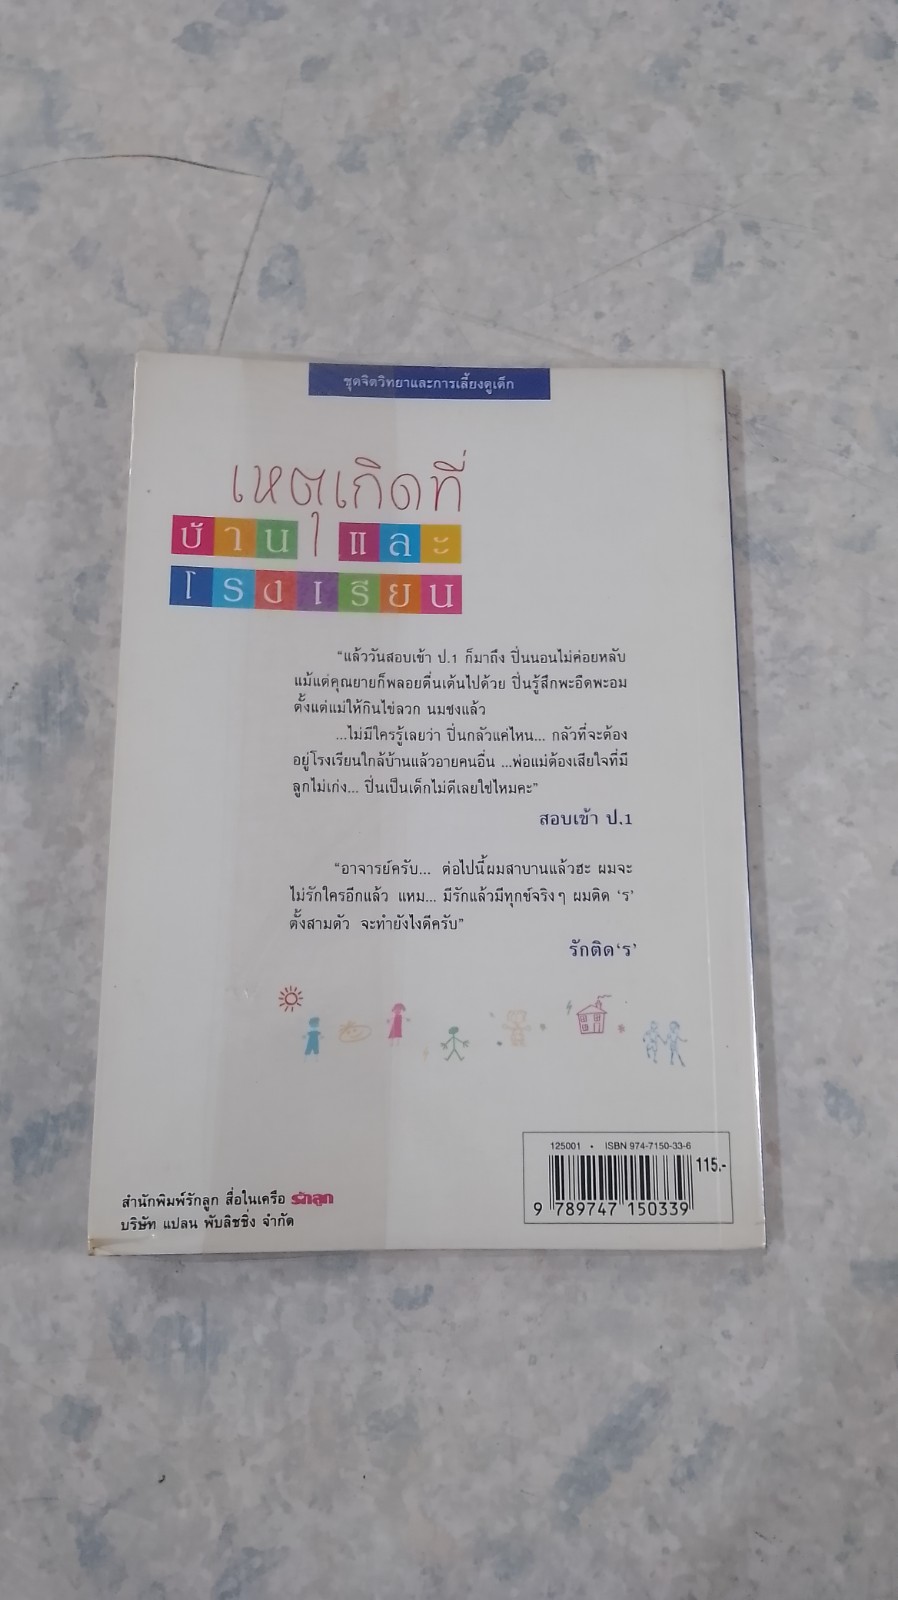 ชุดจิตวิทยาและการเลี้ยงดูเด็ก
เหตุเกิดที่
บ้าน และ
โรงเรียน
“แล้ววันสอบเข้า ป.1 ก็มาถึง ปิ่นนอนไม่ค่อยหลับ
แม้แต่คุณยายก็พลอยตื่นเต้นไปด้วย ปิ่นรู้สึกพะอืดพะอม
ตั้งแต่แม่ให้กินไข่ลวก นมชงแล้ว
...ไม่มีใครรู้เลยว่า ปิ่นกลัวแค่ไหน... กลัวที่จะต้อง
อยู่โรงเรียนใกล้บ้านแล้วอายคนอื่น ...พ่อแม่ต้องเสียใจที่มี
ลูกไม่เก่ง... ปิ่นเป็นเด็กไม่ดีเลยใช่ไหมคะ”
สอบเข้า ป.1
“อาจารย์ครับ... ต่อไปนี้ผมสาบานแล้วฮะ ผมจะ
ไม่รักใครอีกแล้ว แหม... มีรักแล้วมีทุกข์จริงๆ ผมติด ‘ร’
ตั้งสามตัว จะทำยังไงดีครับ”
รักติด‘ร’
125001 • ISBN 974-7150-33-6
115.-
9 789747 150339
สำนักพิมพ์รักลูก สื่อในเครือ รักลูก
บริษัท แปลน พับลิชชิ่ง จำกัด